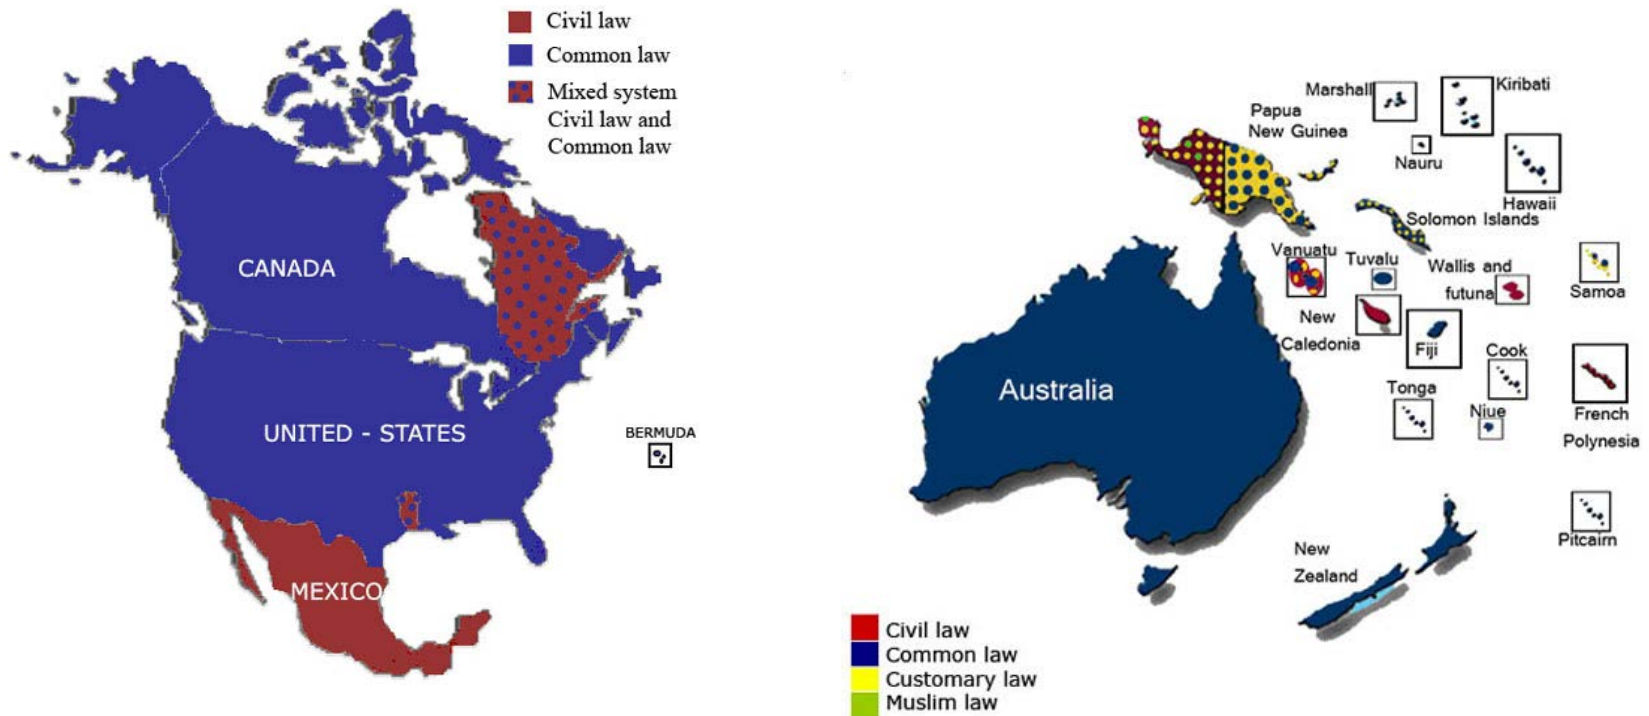 Civil law
Common law
Mixed system
Civil law and
Common law
CANADA
UNITED - STATES
BERMUDA
MEXICO
Marshall
Kiribati
Papua
New Guinea
Nauru
Hawaii
Solomon Islands
Vanuatu
Tuvalu
Wallis and
futuna
Samoa
New
Caledonia
Fiji
Cook
Australia
Tonga
Niue
French
Polynesia
Pitcairn
New
Zealand
Civil law
Common law
Customary law
Muslim law